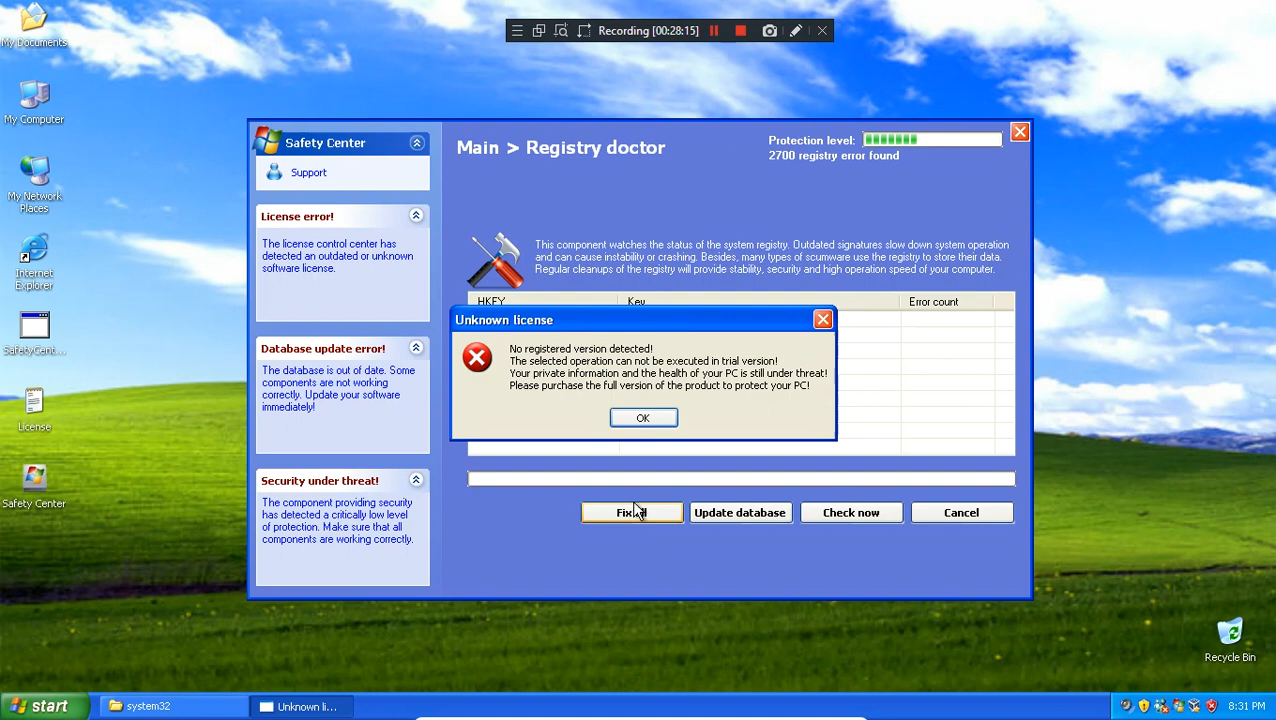 My Documents
My Computer
My Network
Places
Internet
Explorer
SafetyCent...
License
Safety Center
Recording [00:28:15]
Safety Center
Support
License error!
The license control center has
detected an outdated or unknown
software license.
Database update error!
The database is out of date. Some
components are not working
correctly. Update your software
immediately!
Security under threat!
The component providing security
has detected a critically low level
of protection. Make sure that all
components are working correctly.
Main > Registry doctor
Protection level:
2700 registry error found
This component watches the status of the system registry. Outdated signatures slow down system operation
and can cause instability or crashing. Besides, many types of scumware use the registry to store their data.
Regular cleanups of the registry will provide stability, security and high operation speed of your computer.
HKEY Key Error count
Unknown license
No registered version detected!
The selected operation can not be executed in trial version!
Your private information and the health of your PC is still under threat!
Please purchase the full version of the product to protect your PC!
OK
Update database Check now Cancel
Recycle Bin
start system32 Unknown li... 8:31 PM